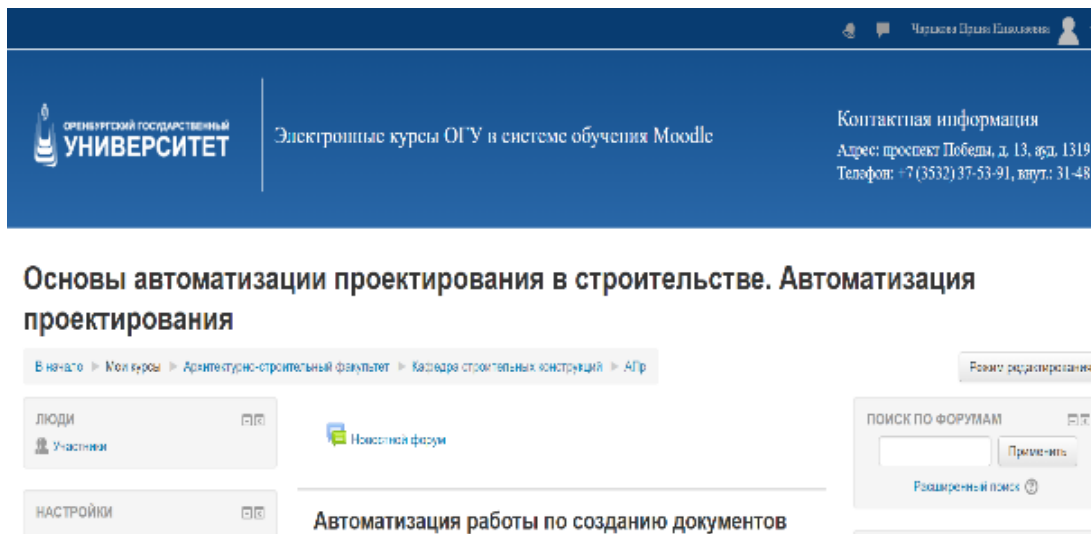 Ирина Николаевна
ОРЕНБУРГСКИЙ ГОСУДАРСТВЕННЫЙ
УНИВЕРСИТЕТ
Электронные курсы ОГУ в системе обучения Moodle
Контактная информация
Адрес: проспект Победы, д. 13, ауд. 1319
Телефон: +7 (3532) 37-53-91, внут.: 31-48
Основы автоматизации проектирования в строительстве. Автоматизация
проектирования
В начало ► Мои курсы ► Архитектурно-строительный факультет ► Кафедра строительных конструкций ► АПр
Режим редактирования
ЛЮДИ
Участники
Новостной форум
ПОИСК ПО ФОРУМАМ
Применить
Расширенный поиск
НАСТРОЙКИ
Автоматизация работы по созданию документов